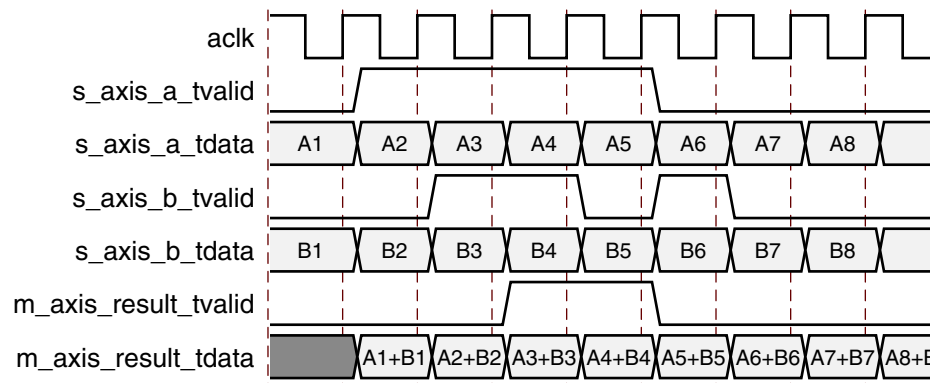 aclk
s_axis_a_tvalid
s_axis_a_tdata A1 A2 A3 A4 A5 A6 A7 A8
s_axis_b_tvalid
s_axis_b_tdata B1 B2 B3 B4 B5 B6 B7 B8
m_axis_result_tvalid
m_axis_result_tdata A1+B1 A2+B2 A3+B3 A4+B4 A5+B5 A6+B6 A7+B7